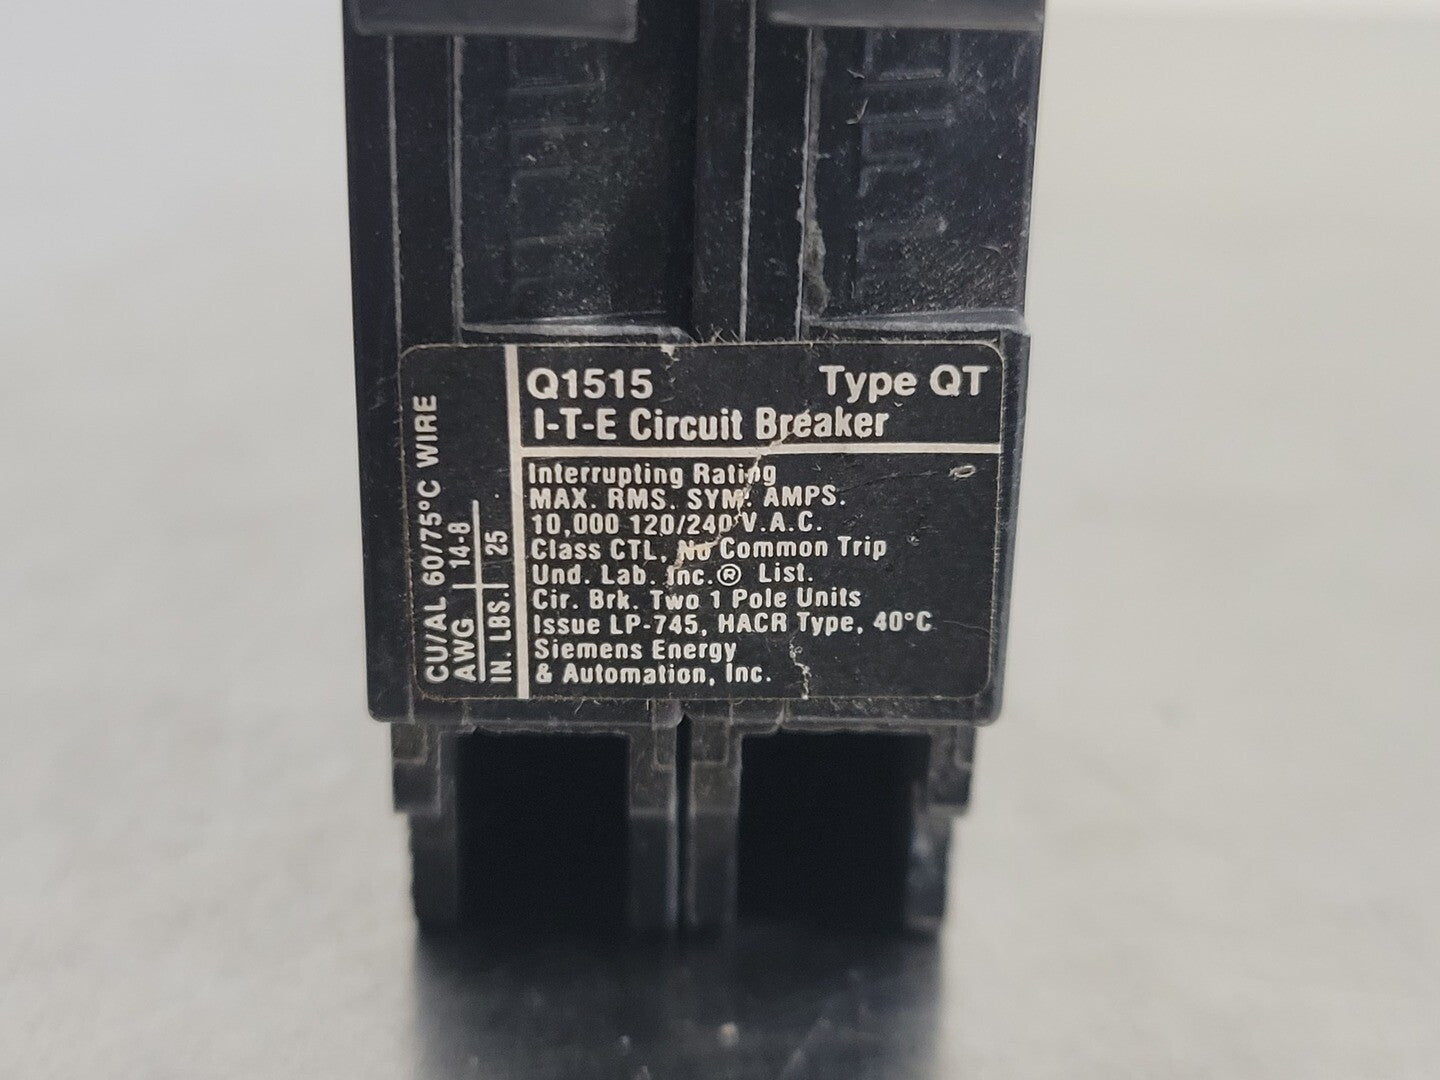 Q1515 Type QT
I-T-E Circuit Breaker
Interrupting Rating
MAX. RMS. SYM. AMPS.
10,000 120/240 V.A.C.
Class CTL, No Common Trip
Und. Lab. Inc.® List.
Cir. Brk. Two 1 Pole Units
Issue LP-745, HACR Type, 40°C
Siemens Energy
& Automation, Inc.
CU/AL 60/75°C WIRE
AWG 14-8
IN. LBS. 25